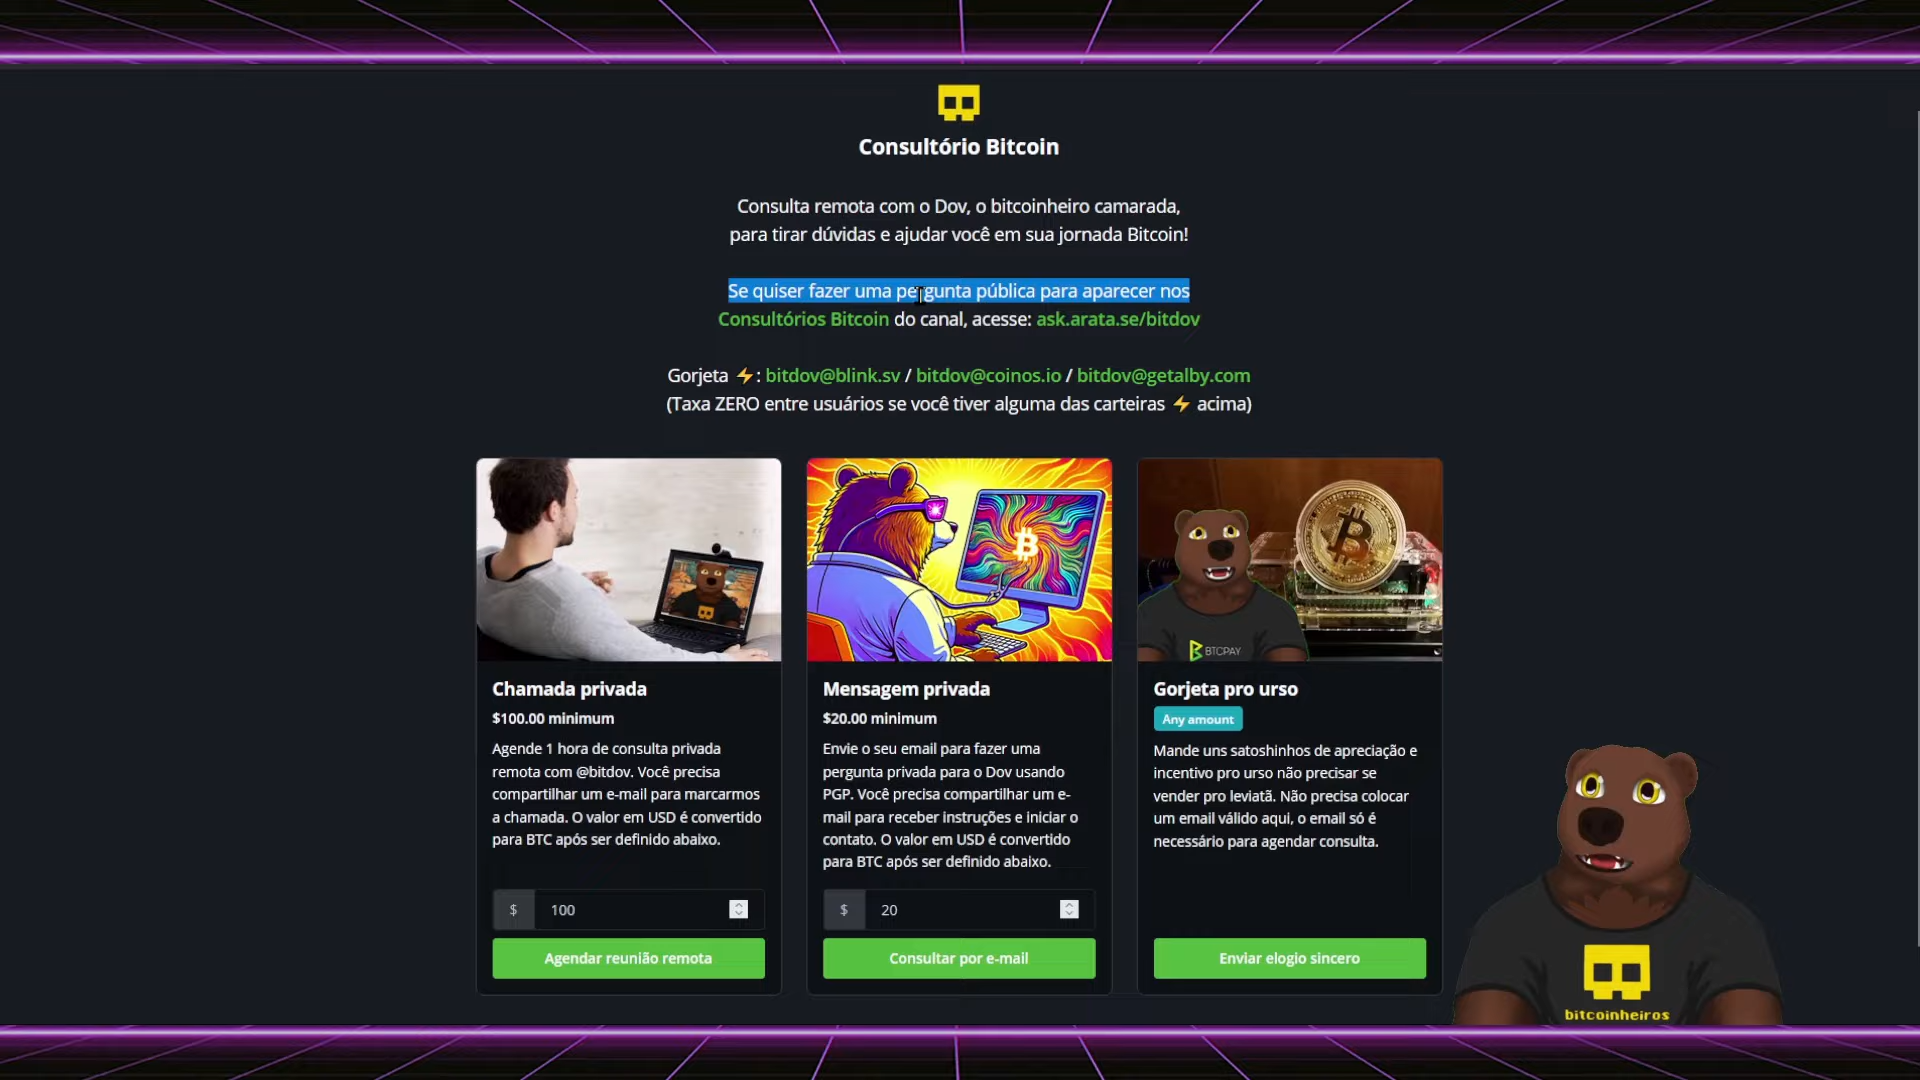 Consultório Bitcoin
Consulta remota com o Dov, o bitcoinheiro camarada,
para tirar dúvidas e ajudar você em sua jornada Bitcoin!
Se quiser fazer uma pergunta pública para aparecer nos
Consultórios Bitcoin do canal, acesse: ask.arata.se/bitdov
Gorjeta ⚡: bitdov@blink.sv / bitdov@coinos.io / bitdov@getalby.com
(Taxa ZERO entre usuários se você tiver alguma das carteiras ⚡ acima)
BTCPAY
Chamada privada
$100.00 minimum
Agende 1 hora de consulta privada
remota com @bitdov. Você precisa
compartilhar um e-mail para marcarmos
a chamada. O valor em USD é convertido
para BTC após ser definido abaixo.
$ 100
Agendar reunião remota
Mensagem privada
$20.00 minimum
Envie o seu email para fazer uma
pergunta privada para o Dov usando
PGP. Você precisa compartilhar um e-
mail para receber instruções e iniciar o
contato. O valor em USD é convertido
para BTC após ser definido abaixo.
$ 20
Consultar por e-mail
Gorjeta pro urso
Any amount
Mande uns satoshinhos de apreciação e
incentivo pro urso não precisar se
vender pro leviatã. Não precisa colocar
um email válido aqui, o email só é
necessário para agendar consulta.
Enviar elogio sincero
bitcoinheiros